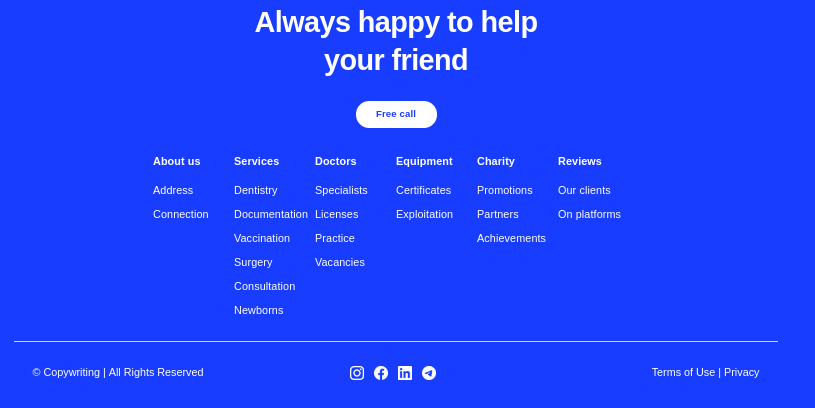 Always happy to help
your friend
Free call
About us
Address
Connection
Services
Dentistry
Documentation
Vaccination
Surgery
Consultation
Newborns
Doctors
Specialists
Licenses
Practice
Vacancies
Equipment
Certificates
Exploitation
Charity
Promotions
Partners
Achievements
Reviews
Our clients
On platforms
© Copywriting | All Rights Reserved
Terms of Use | Privacy